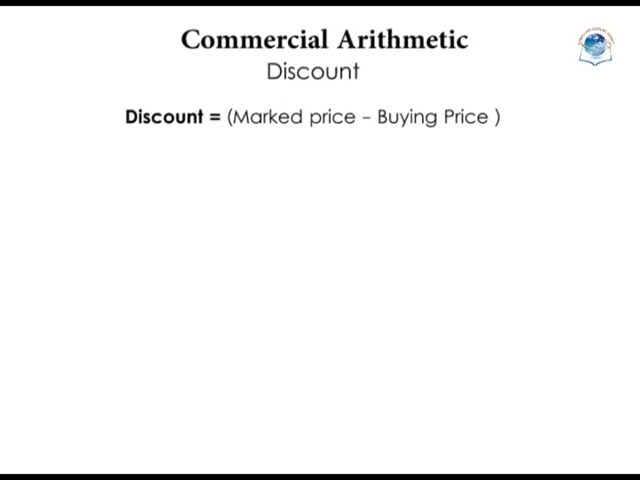 Commercial Arithmetic
Discount
Discount = (Marked price – Buying Price )